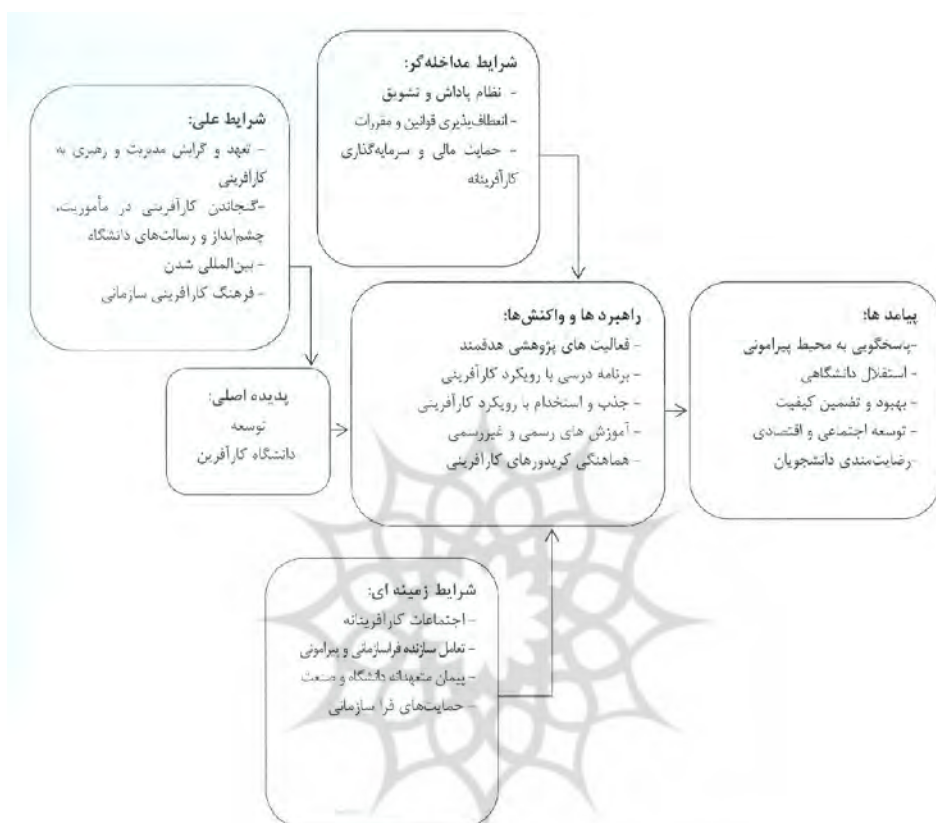 شرایط مداخله‌گر:
- نظام پاداش و تشویق
- انعطاف‌پذیری قوانین و مقررات
- حمایت مالی و سرمایه‌گذاری
کارآفرینانه
شرایط علی:
- تعهد و گرایش مدیریت و رهبری به
کارآفرینی
-گنجاندن کارآفرینی در مأموریت،
چشم‌انداز و رسالت‌های دانشگاه
- بین‌المللی شدن
- فرهنگ کارآفرینی سازمانی
پدیده اصلی:
توسعه
دانشگاه کارآفرین
راهبرد ها و واکنش‌ها:
- فعالیت های پژوهشی هدفمند
- برنامه درسی با رویکرد کارآفرینی
- جذب و استخدام با رویکرد کارآفرینی
- آموزش های رسمی و غیررسمی
- هماهنگی کریدورهای کارآفرینی
پیامد ها:
-پاسخگویی به محیط پیرامونی
- استقلال دانشگاهی
- بهبود و تضمین کیفیت
- توسعه اجتماعی و اقتصادی
-رضایت‌مندی دانشجویان
شرایط زمینه ای:
- اجتماعات کارآفرینانه
- تعامل سازنده فراسازمانی و پیرامونی
- پیمان متعهدانه دانشگاه و صنعت
- حمایت‌های فرا سازمانی